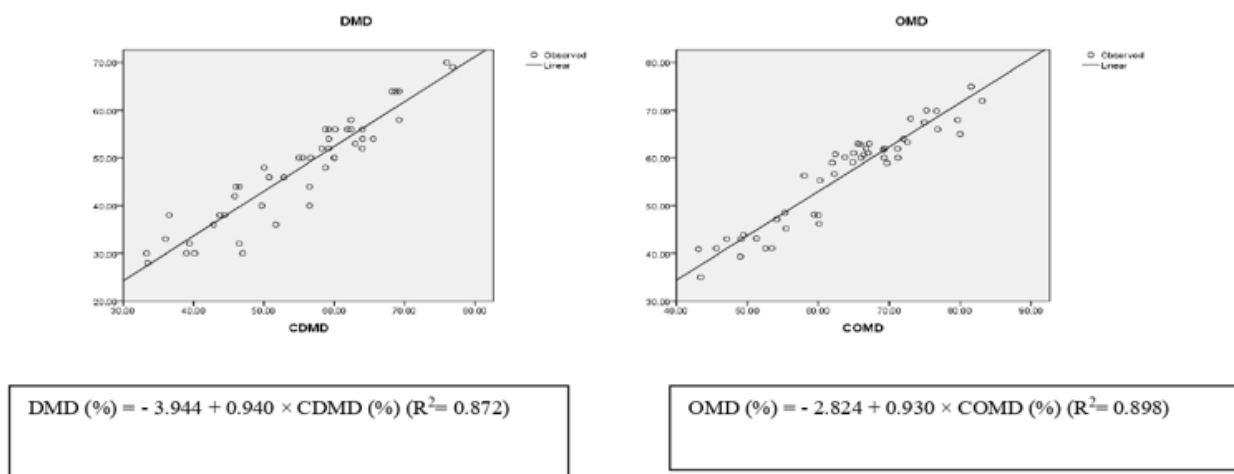 DMD
OMD
Observed
Linear
Observed
Linear
70.00
60.00
50.00
40.00
30.00
20.00
30.00 40.00 50.00 60.00 70.00 80.00
CDMD
80.00
70.00
60.00
50.00
40.00
30.00
40.00 50.00 60.00 70.00 80.00 90.00
COMD
DMD (%) = - 3.944 + 0.940 × CDMD (%) (R²= 0.872)
OMD (%) = - 2.824 + 0.930 × COMD (%) (R²= 0.898)